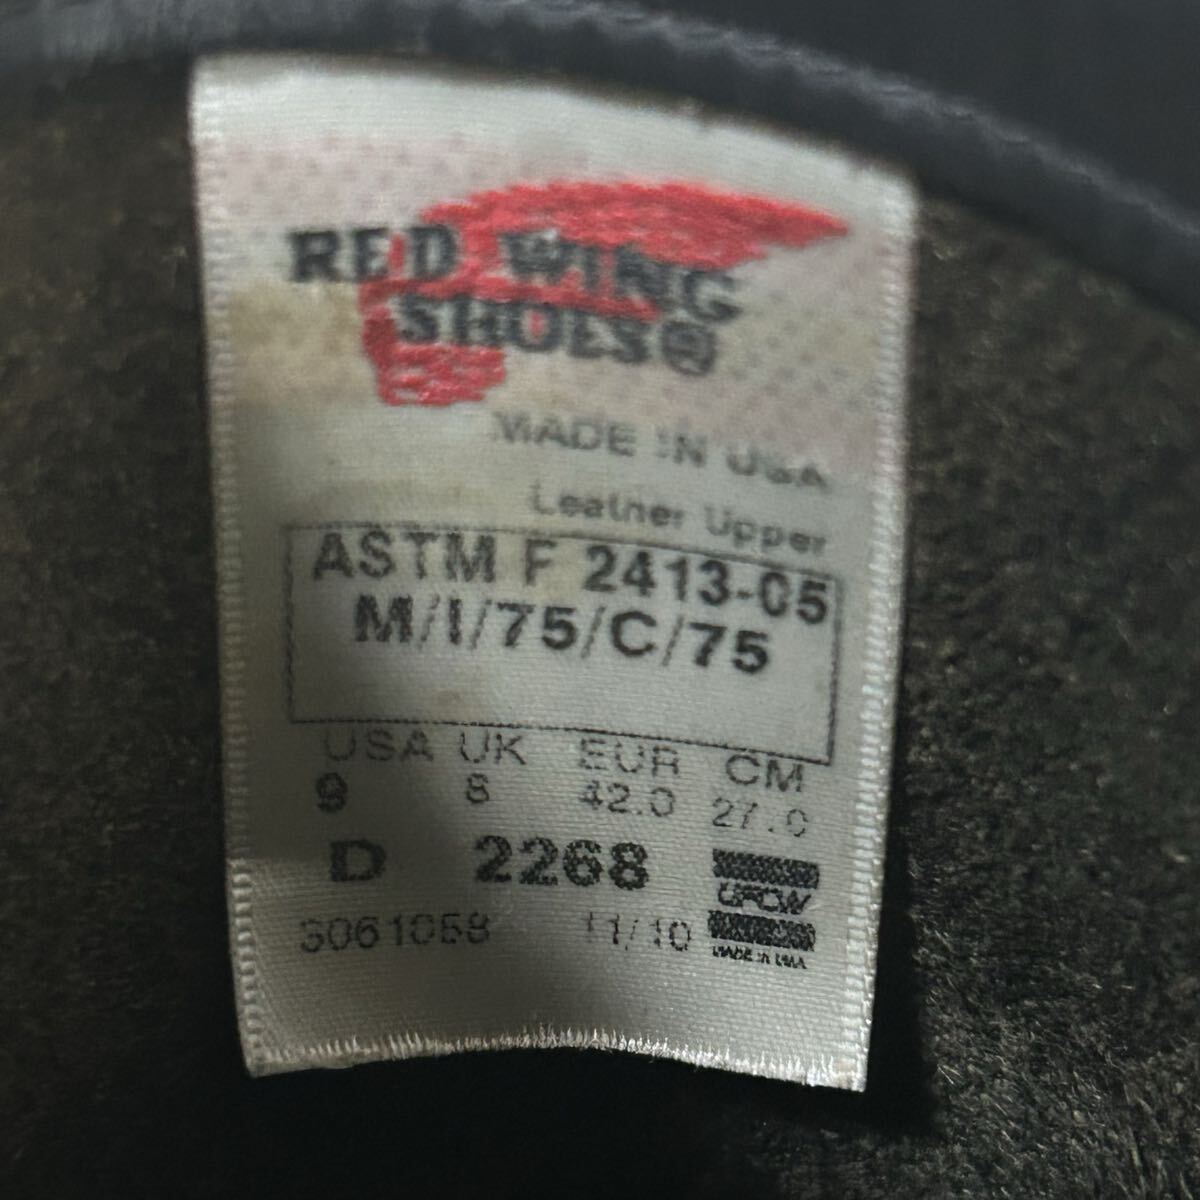 RED WING
SHOES®
MADE IN USA
Leather Upper
ASTM F 2413-05
M/I/75/C/75
USA UK EUR CM
9 8 42.0 27.0
D 2268
11/10
UFCW
MADE in USA